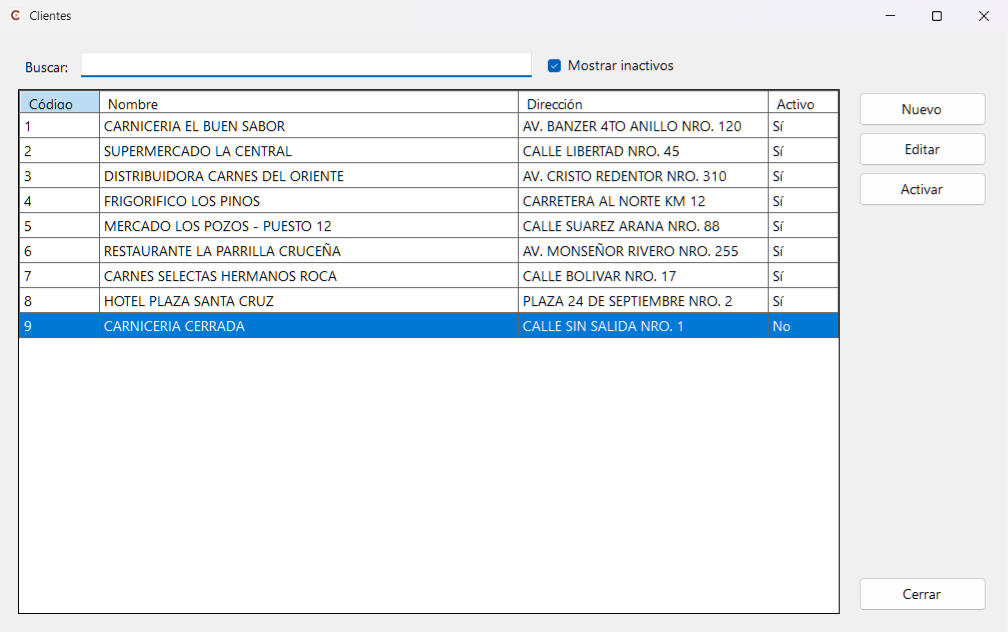 Clientes
Buscar:
Mostrar inactivos
Código Nombre Dirección Activo
1 CARNICERIA EL BUEN SABOR AV. BANZER 4TO ANILLO NRO. 120 Sí
2 SUPERMERCADO LA CENTRAL CALLE LIBERTAD NRO. 45 Sí
3 DISTRIBUIDORA CARNES DEL ORIENTE AV. CRISTO REDENTOR NRO. 310 Sí
4 FRIGORIFICO LOS PINOS CARRETERA AL NORTE KM 12 Sí
5 MERCADO LOS POZOS - PUESTO 12 CALLE SUAREZ ARANA NRO. 88 Sí
6 RESTAURANTE LA PARRILLA CRUCEÑA AV. MONSEÑOR RIVERO NRO. 255 Sí
7 CARNES SELECTAS HERMANOS ROCA CALLE BOLIVAR NRO. 17 Sí
8 HOTEL PLAZA SANTA CRUZ PLAZA 24 DE SEPTIEMBRE NRO. 2 Sí
9 CARNICERIA CERRADA CALLE SIN SALIDA NRO. 1 No
Nuevo
Editar
Activar
Cerrar